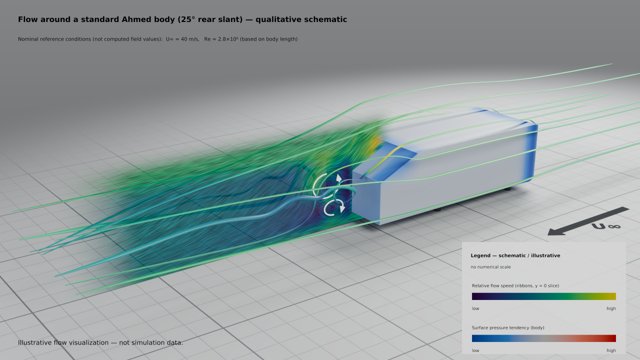 Flow around a standard Ahmed body (25° rear slant) — qualitative schematic
Nominal reference conditions (not computed field values): U∞ = 40 m/s, Re = 2.8×10⁶ (based on body length)
U∞
Legend — schematic / illustrative
no numerical scale
Relative flow speed (ribbons, y = 0 slice)
low high
Surface pressure tendency (body)
low high
Illustrative flow visualization — not simulation data.